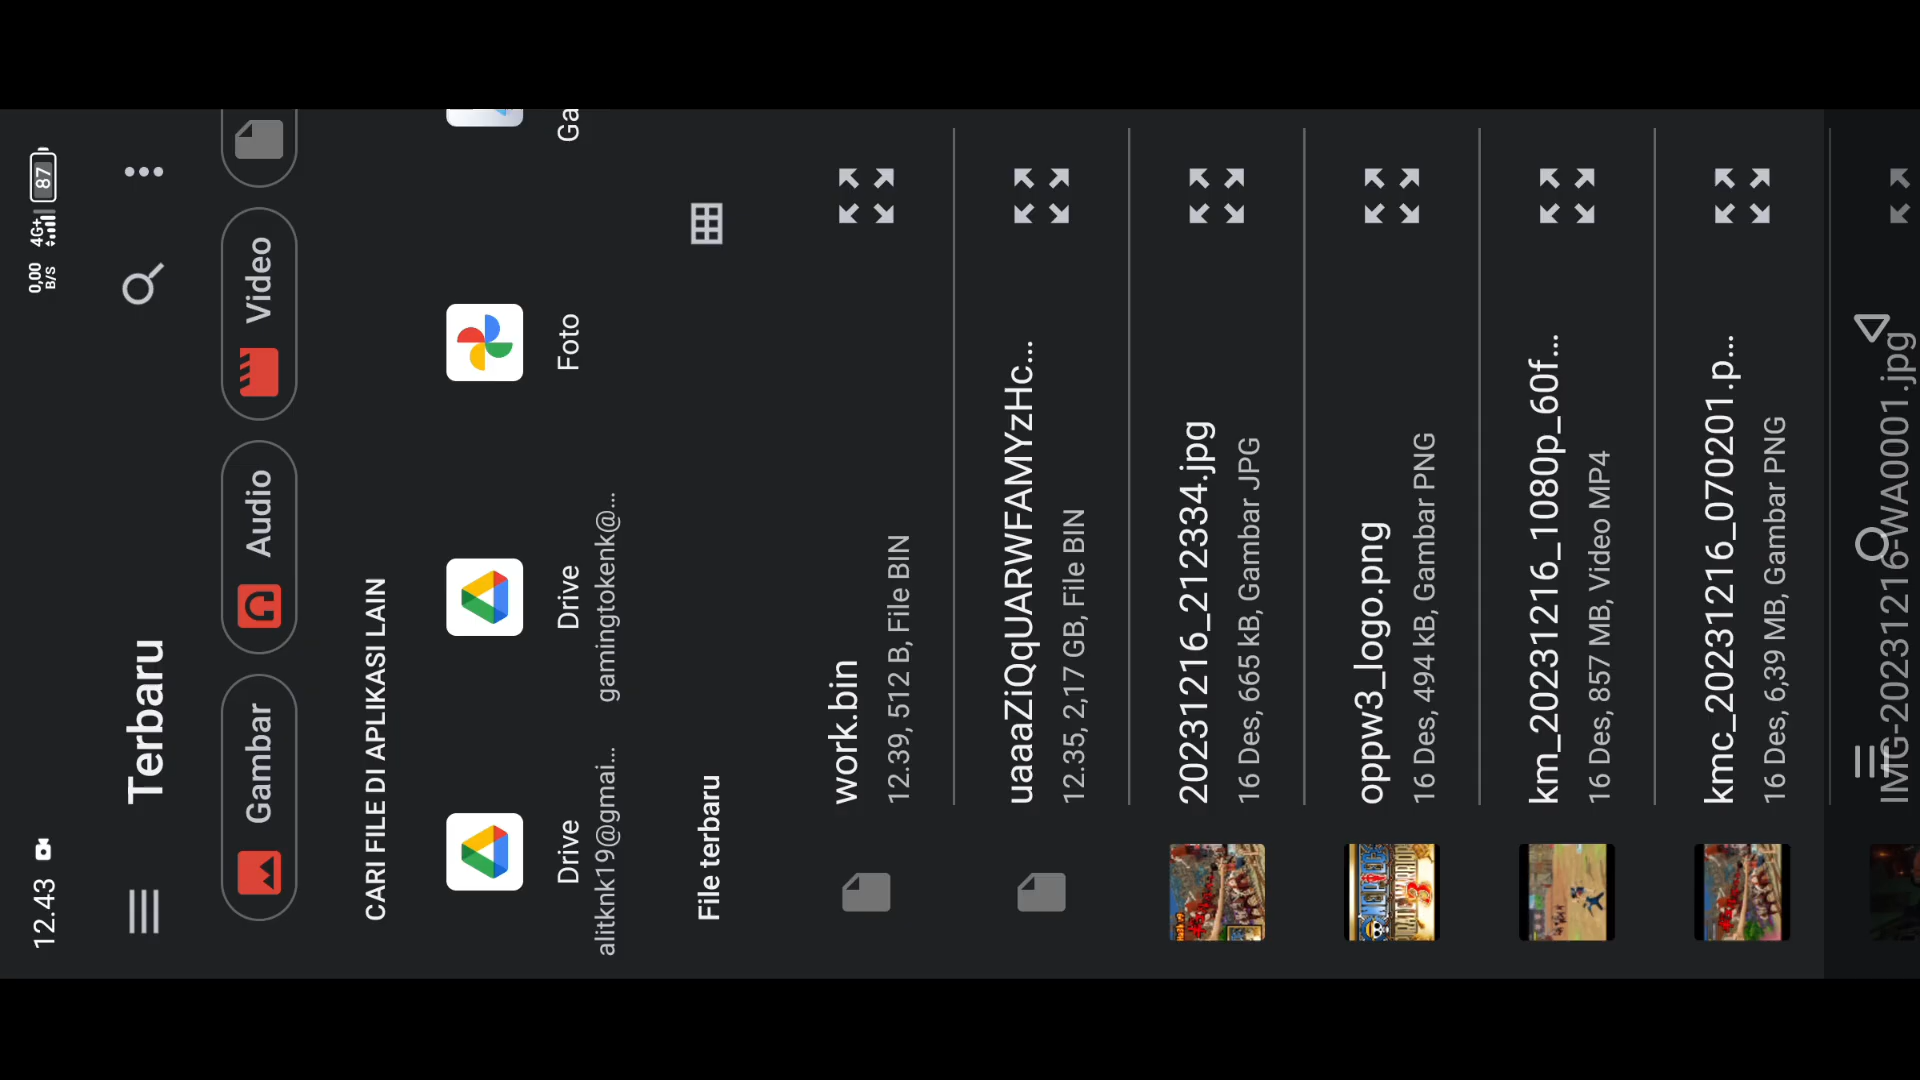 12.43
0,00 B/S 4G+ 87
Terbaru
Gambar
Audio
Video
CARI FILE DI APLIKASI LAIN
Drive
alitknk19@gmai...
Drive
gamingtokenk@...
Foto
Ga
File terbaru
work.bin
12.39, 512 B, File BIN
uaaaZiQqUARWFAMYzHc...
12.35, 2,17 GB, File BIN
20231216_212334.jpg
16 Des, 665 kB, Gambar JPG
oppw3_logo.png
16 Des, 494 kB, Gambar PNG
km_20231216_1080p_60f...
16 Des, 857 MB, Video MP4
kmc_20231216_070201.p...
16 Des, 6,39 MB, Gambar PNG
IMG-20231216-WA0001.jpg